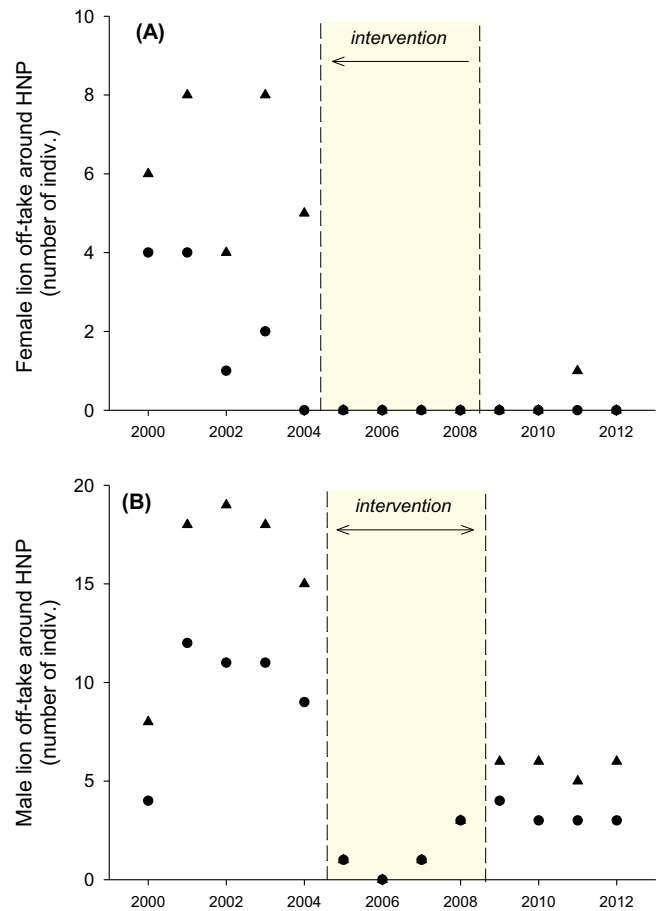 (A)
intervention
Female lion off-take around HNP
(number of indiv.)
10
8
6
4
2
0
2000 2002 2004 2006 2008 2010 2012
(B)
intervention
Male lion off-take around HNP
(number of indiv.)
20
15
10
5
0
2000 2002 2004 2006 2008 2010 2012